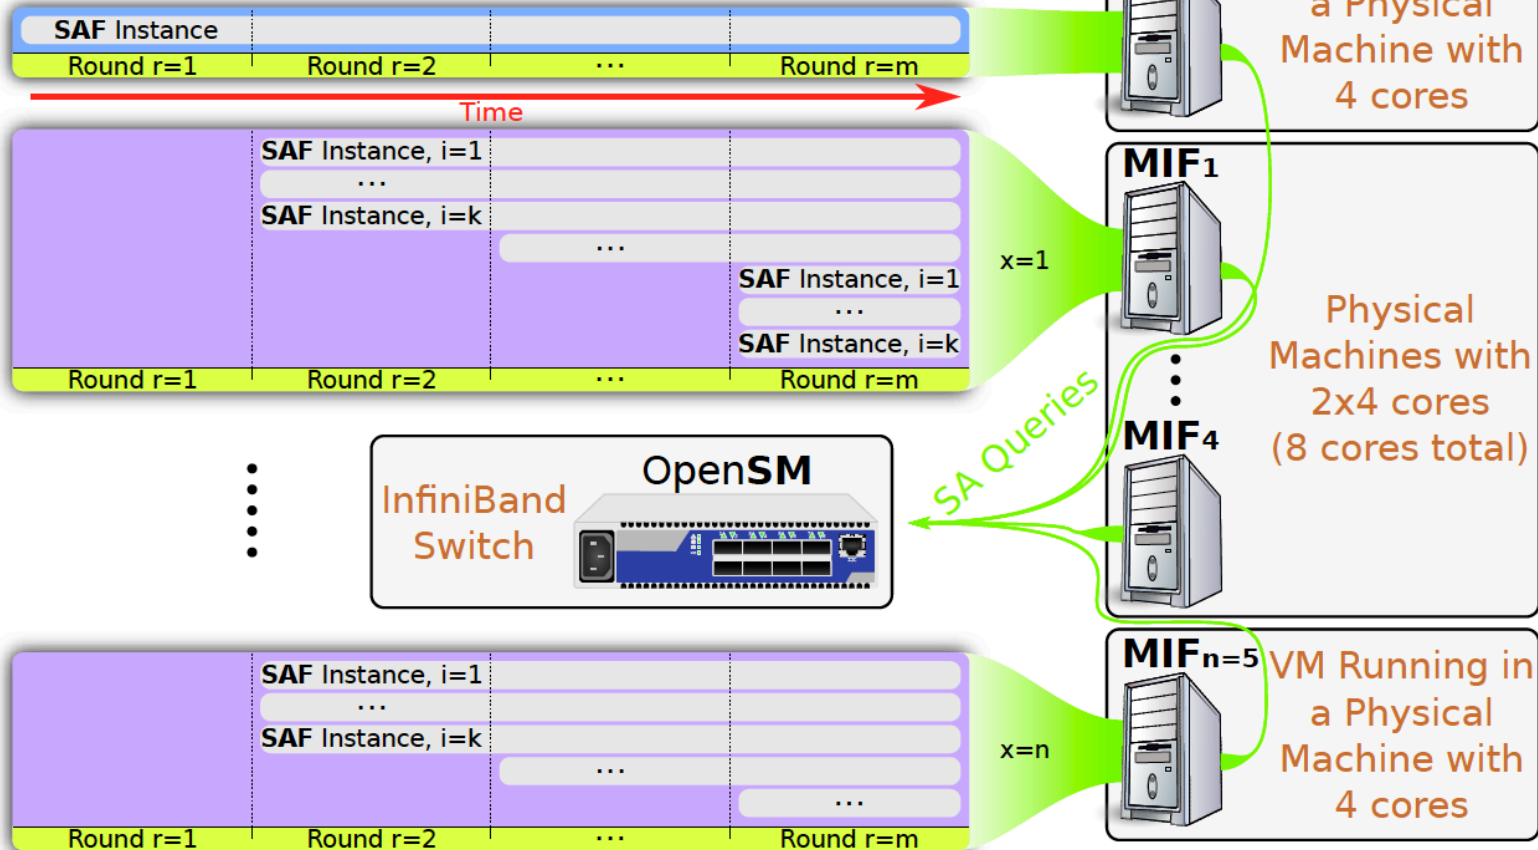 a Physical
Machine with
4 cores
SAF Instance
Round r=1 Round r=2 ... Round r=m
Time
SAF Instance, i=1
...
SAF Instance, i=k
...
SAF Instance, i=1
...
SAF Instance, i=k
Round r=1 Round r=2 ... Round r=m
x=1
MIF1
Physical
Machines with
2x4 cores
(8 cores total)
MIF4
SA Queries
OpenSM
InfiniBand
Switch
SAF Instance, i=1
...
SAF Instance, i=k
...
...
Round r=1 Round r=2 ... Round r=m
x=n
MIFn=5
VM Running in
a Physical
Machine with
4 cores